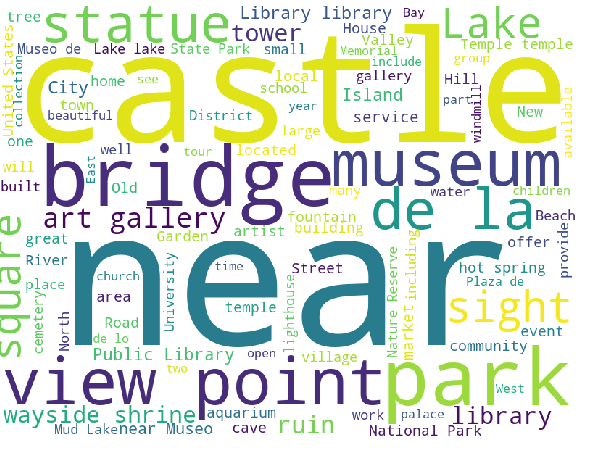 tree
statue
tower
Library library
Bay
House
Lake
Museo de
Lake lake
State Park
small
Valley
Memorial
include
Temple temple
group
United States
collection
castle
home
see
local
gallery
Hill
City
school
Island
part
windmill
town
District
year
service
New
available
beautiful
large
one
bridge
well
tour
located
museum
will
East
built
Old
many
water
children
de la
art gallery
fountain
building
artist
Beach
square
great
Garden
offer
provide
River
University
Street
near
church
time
hot spring
place
area
Plaza de
temple
lighthouse
Nature Reserve
including
market
sight
cemetery
North
Road
de lo
event
Public Library
open
village
community
view point
two
park
West
wayside shrine
aquarium
work
palace
library
ruin
Mud Lake
near Museo
cave
National Park